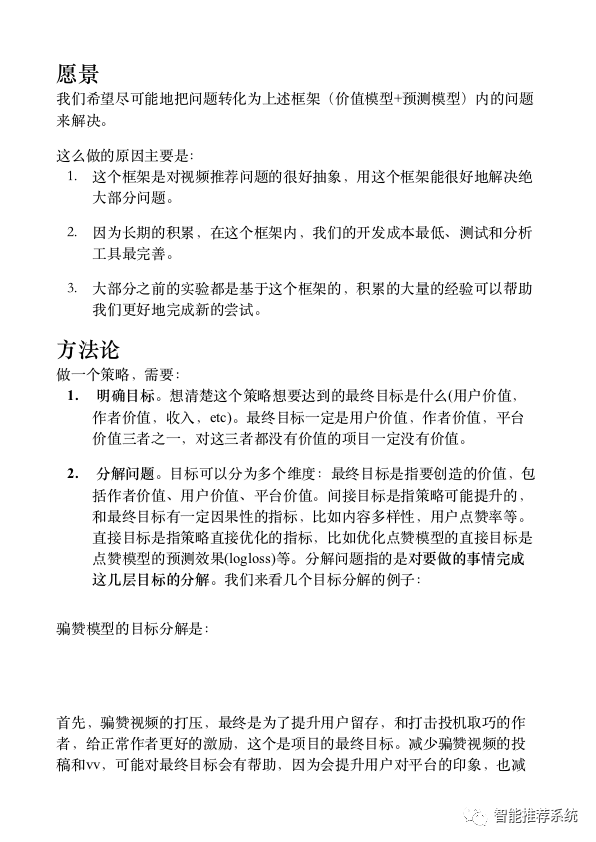 愿景
我们希望尽可能地把问题转化为上述框架（价值模型+预测模型）内的问题
来解决。
这么做的原因主要是：
1. 这个框架是对视频推荐问题的很好抽象，用这个框架能很好地解决绝
大部分问题。
2. 因为长期的积累，在这个框架内，我们的开发成本最低、测试和分析
工具最完善。
3. 大部分之前的实验都是基于这个框架的，积累的大量的经验可以帮助
我们更好地完成新的尝试。
方法论
做一个策略，需要：
1. 明确目标。想清楚这个策略想要达到的最终目标是什么(用户价值，
作者价值，收入，etc)。最终目标一定是用户价值，作者价值，平台
价值三者之一，对这三者都没有价值的项目一定没有价值。
2. 分解问题。目标可以分为多个维度：最终目标是指要创造的价值，包
括作者价值、用户价值、平台价值。间接目标是指策略可能提升的，
和最终目标有一定因果性的指标，比如内容多样性，用户点赞率等。
直接目标是指策略直接优化的指标，比如优化点赞模型的直接目标是
点赞模型的预测效果(logloss)等。分解问题指的是对要做的事情完成
这几层目标的分解。我们来看几个目标分解的例子：
骗赞模型的目标分解是：
首先，骗赞视频的打压，最终是为了提升用户留存，和打击投机取巧的作
者，给正常作者更好的激励，这个是项目的最终目标。减少骗赞视频的投
稿和vv，可能对最终目标会有帮助，因为会提升用户对平台的印象，也减
智能推荐系统